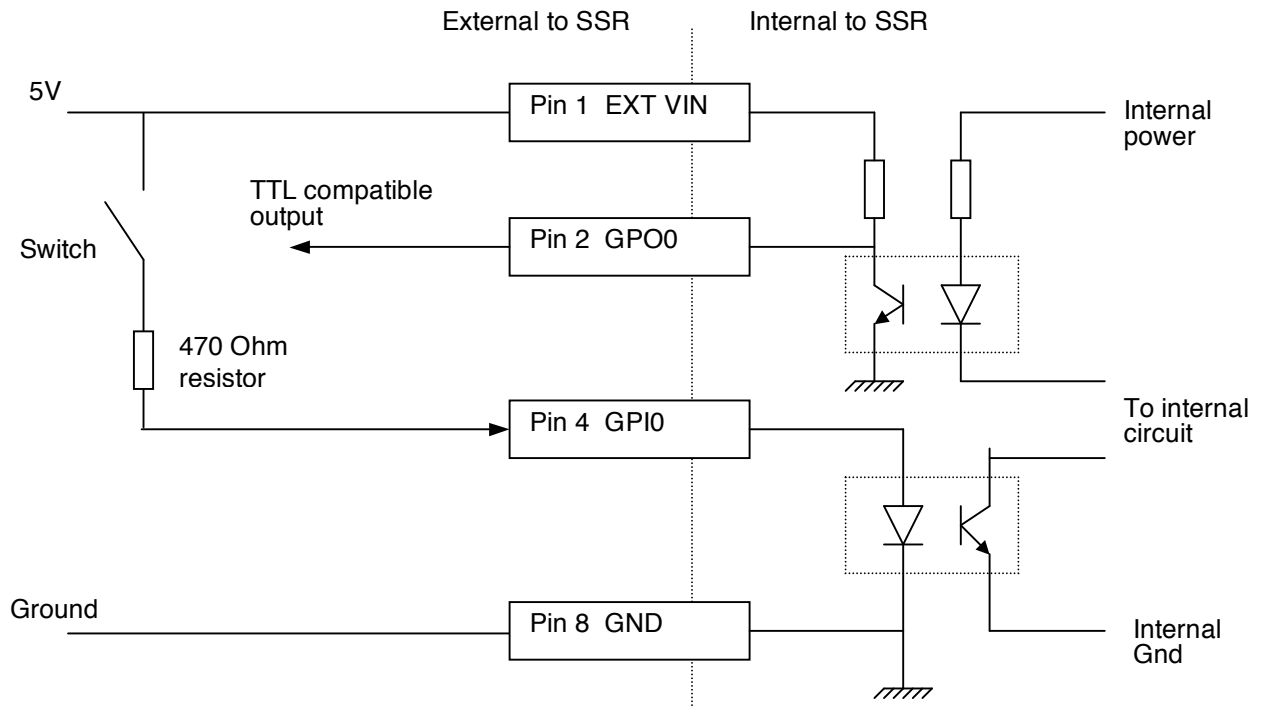 External to SSR
Internal to SSR
5V
Pin 1 EXT VIN
Internal
power
TTL compatible
output
Pin 2 GPO0
Switch
470 Ohm
resistor
Pin 4 GPI0
To internal
circuit
Ground
Pin 8 GND
Internal
Gnd